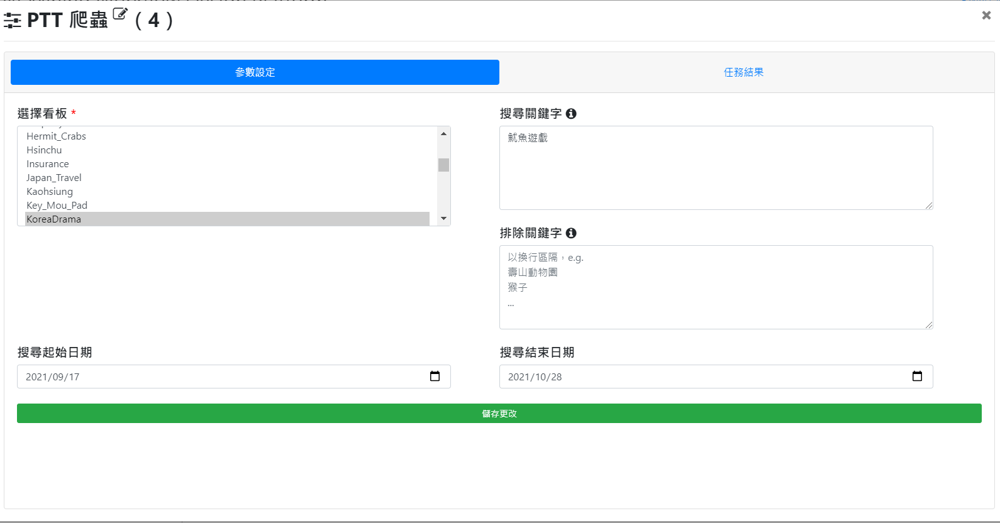 PTT 爬蟲 ( 4 )
參數設定
任務結果
選擇看板 *
Hermit_Crabs
Hsinchu
Insurance
Japan_Travel
Kaohsiung
Key_Mou_Pad
KoreaDrama
搜尋關鍵字
魷魚遊戲
排除關鍵字
以換行區隔，e.g.
壽山動物園
猴子
...
搜尋起始日期
2021/09/17
搜尋結束日期
2021/10/28
儲存更改